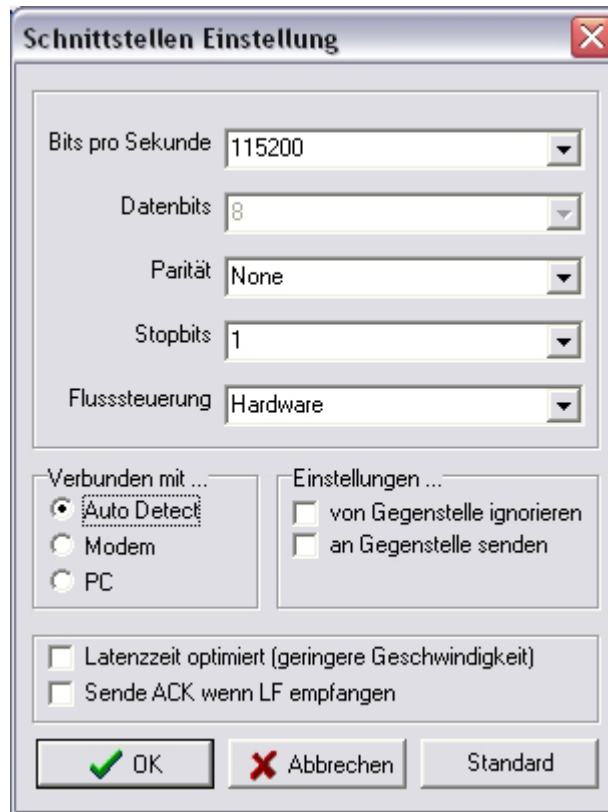 Schnittstellen Einstellung
Bits pro Sekunde 115200
Datenbits 8
Parität None
Stopbits 1
Flusssteuerung Hardware
Verbunden mit ...
Auto Detect
Modem
PC
Einstellungen ...
von Gegenstelle ignorieren
an Gegenstelle senden
Latenzzeit optimiert (geringere Geschwindigkeit)
Sende ACK wenn LF empfangen
OK Abbrechen Standard